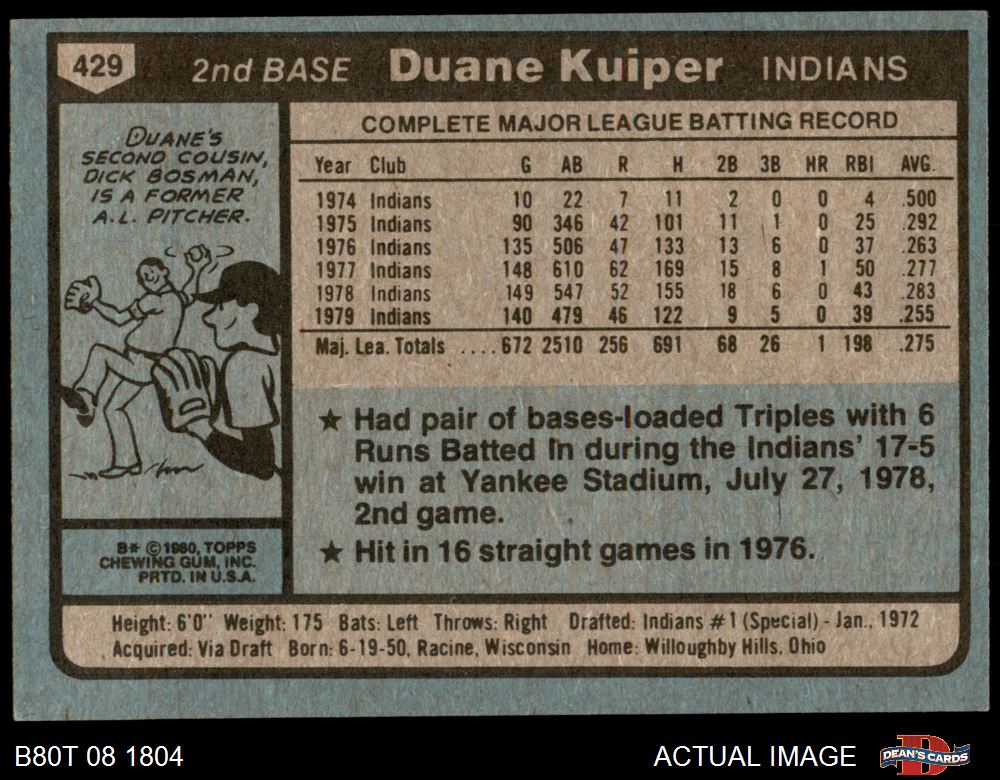 429 2nd BASE Duane Kuiper INDIANS
DUANE'S
SECOND COUSIN,
DICK BOSMAN,
IS A FORMER
A.L. PITCHER.
B* © 1980, TOPPS
CHEWING GUM, INC.
PRTD. IN U.S.A.
COMPLETE MAJOR LEAGUE BATTING RECORD
Year Club G AB R H 2B 3B HR RBI AVG.
1974 Indians 10 22 7 11 2 0 0 4 .500
1975 Indians 90 346 42 101 11 1 0 25 .292
1976 Indians 135 506 47 133 13 6 0 37 .263
1977 Indians 148 610 62 169 15 8 1 50 .277
1978 Indians 149 547 52 155 18 6 0 43 .283
1979 Indians 140 479 46 122 9 5 0 39 .255
Maj. Lea. Totals ....672 2510 256 691 68 26 1 198 .275
★ Had pair of bases-loaded Triples with 6
Runs Batted In during the Indians' 17-5
win at Yankee Stadium, July 27, 1978,
2nd game.
★ Hit in 16 straight games in 1976.
Height: 6'0" Weight: 175 Bats: Left Throws: Right Drafted: Indians #1 (Special) - Jan., 1972
Acquired: Via Draft Born: 6-19-50, Racine, Wisconsin Home: Willoughby Hills, Ohio
B80T 08 1804 ACTUAL IMAGE DEAN'S CARDS